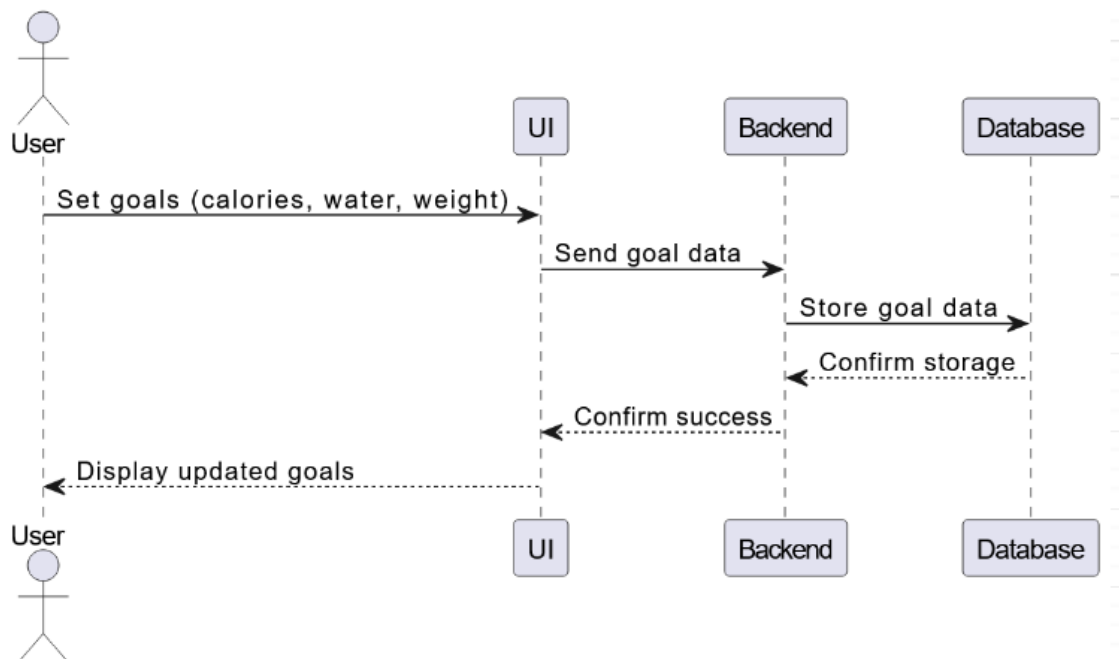 User
UI
Backend
Database
Set goals (calories, water, weight)
Send goal data
Store goal data
Confirm storage
Confirm success
Display updated goals
User
UI
Backend
Database